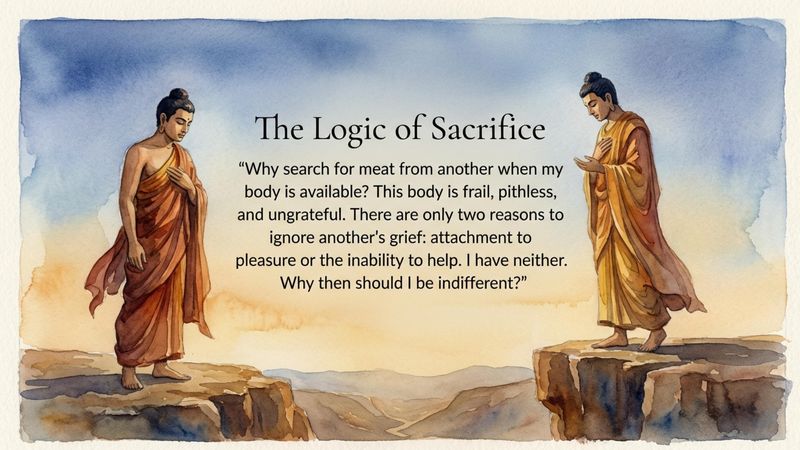 The Logic of Sacrifice
“Why search for meat from another when my
body is available? This body is frail, pithless,
and ungrateful. There are only two reasons to
ignore another's grief: attachment to
pleasure or the inability to help. I have neither.
Why then should I be indifferent?”